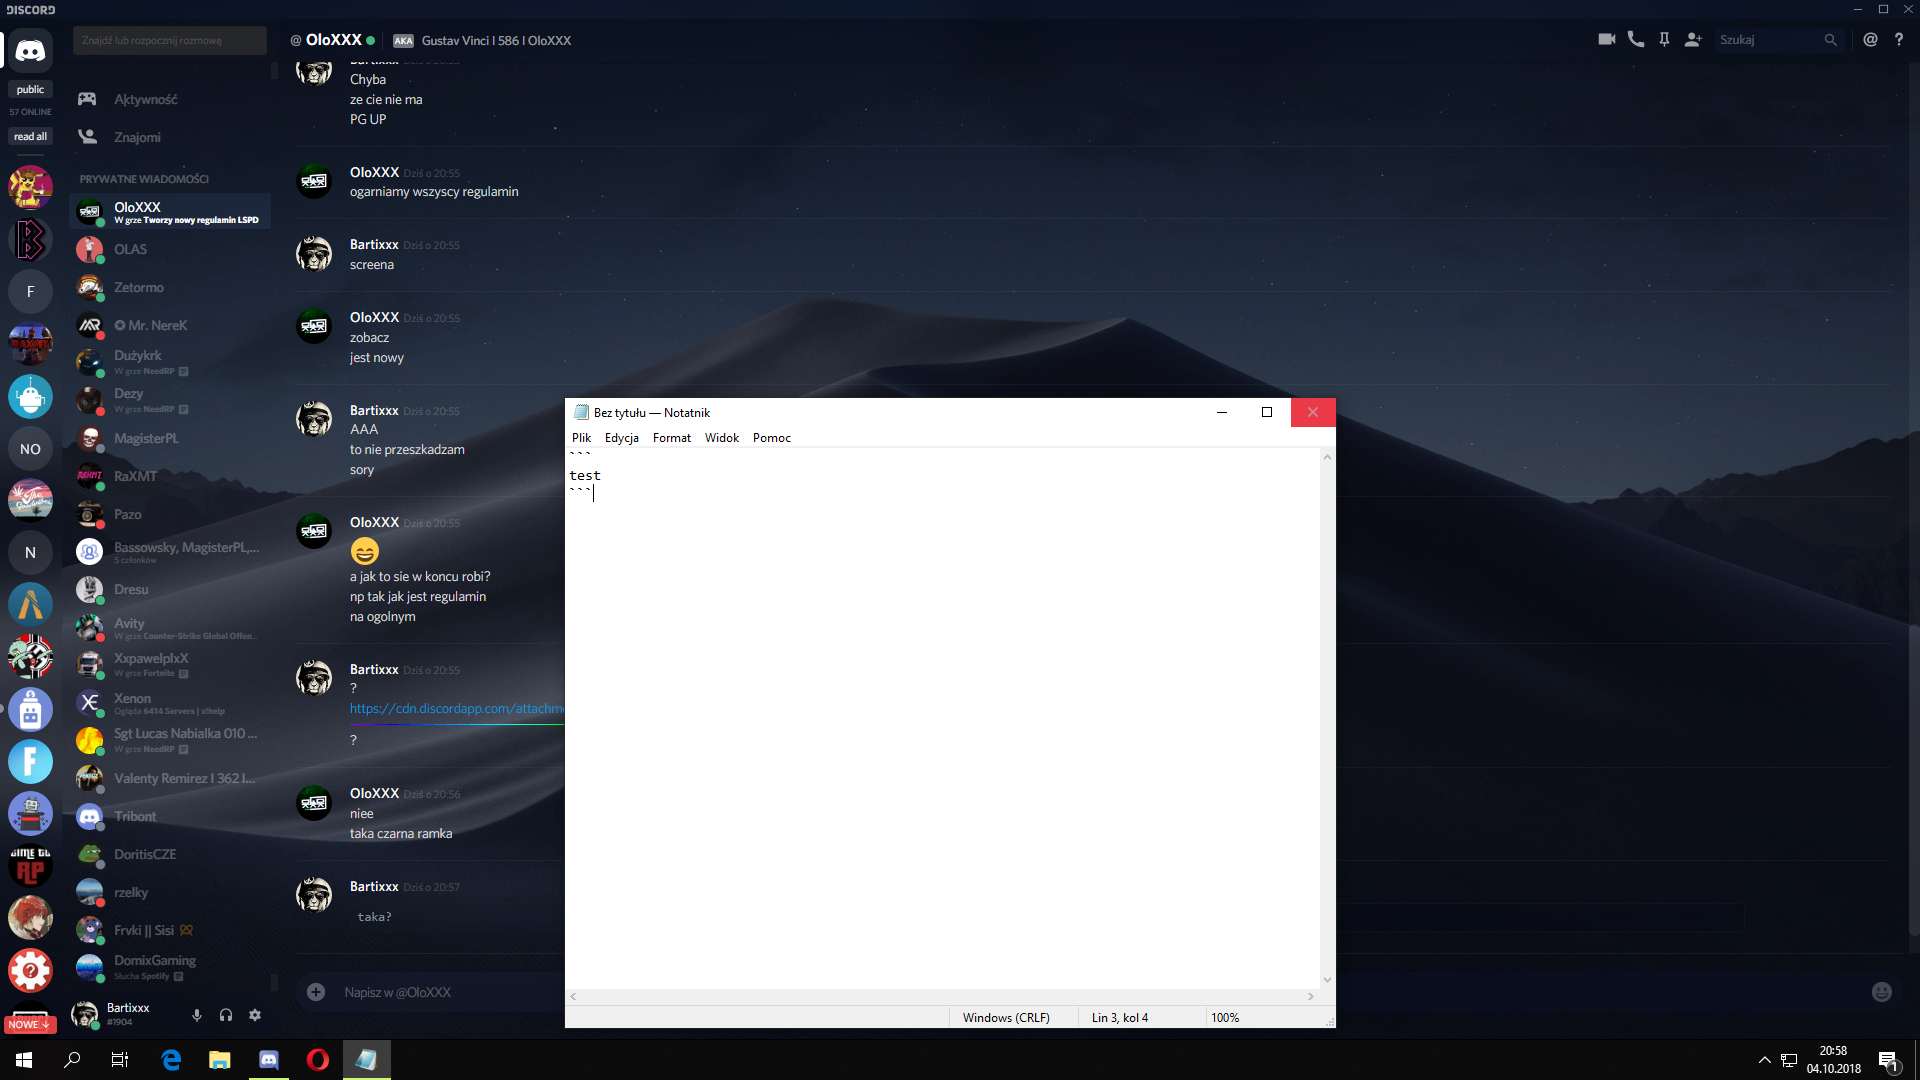 DISCORD
Znajdź lub rozpocznij rozmowę
@ OloXXX
AKA Gustav Vinci I 586 I OloXXX
Szukaj
public
57 ONLINE
read all
F
NO
N
NOWE
Aktywność
Znajomi
PRYWATNE WIADOMOŚCI
OloXXX
W grze Tworzy nowy regulamin LSPD
OLAS
Zetormo
✪ Mr. NereK
Dużykrk
W grze NeedRP
Dezy
W grze NeedRP
MagisterPL
RaXMT
Pazo
Bassowsky, MagisterPL,...
5 członków
Dresu
Avity
W grze Counter-Strike Global Offen...
XxpawelpIxX
W grze Fortnite
Xenon
Ogląda 6414 Servers | x!help
Sgt Lucas Nabialka 010 ...
W grze NeedRP
Valenty Remirez I 362 I...
Tribont
DoritisCZE
rzelky
Frvki || Sisi
DomixGaming
Słucha Spotify
Bartixxx
#1904
Chyba
ze cie nie ma
PG UP
OloXXX Dziś o 20:55
ogarniamy wszyscy regulamin
Bartixxx Dziś o 20:55
screena
OloXXX Dziś o 20:55
zobacz
jest nowy
Bartixxx Dziś o 20:55
AAA
to nie przeszkadzam
sory
OloXXX Dziś o 20:55
a jak to sie w koncu robi?
np tak jak jest regulamin
na ogolnym
Bartixxx Dziś o 20:55
?
https://cdn.discordapp.com/attachm
?
OloXXX Dziś o 20:56
niee
taka czarna ramka
Bartixxx Dziś o 20:57
taka?
Napisz w @OloXXX
Bez tytułu — Notatnik
Plik Edycja Format Widok Pomoc
```
test
```
Windows (CRLF) Lin 3, kol 4 100%
20:58
04.10.2018
1